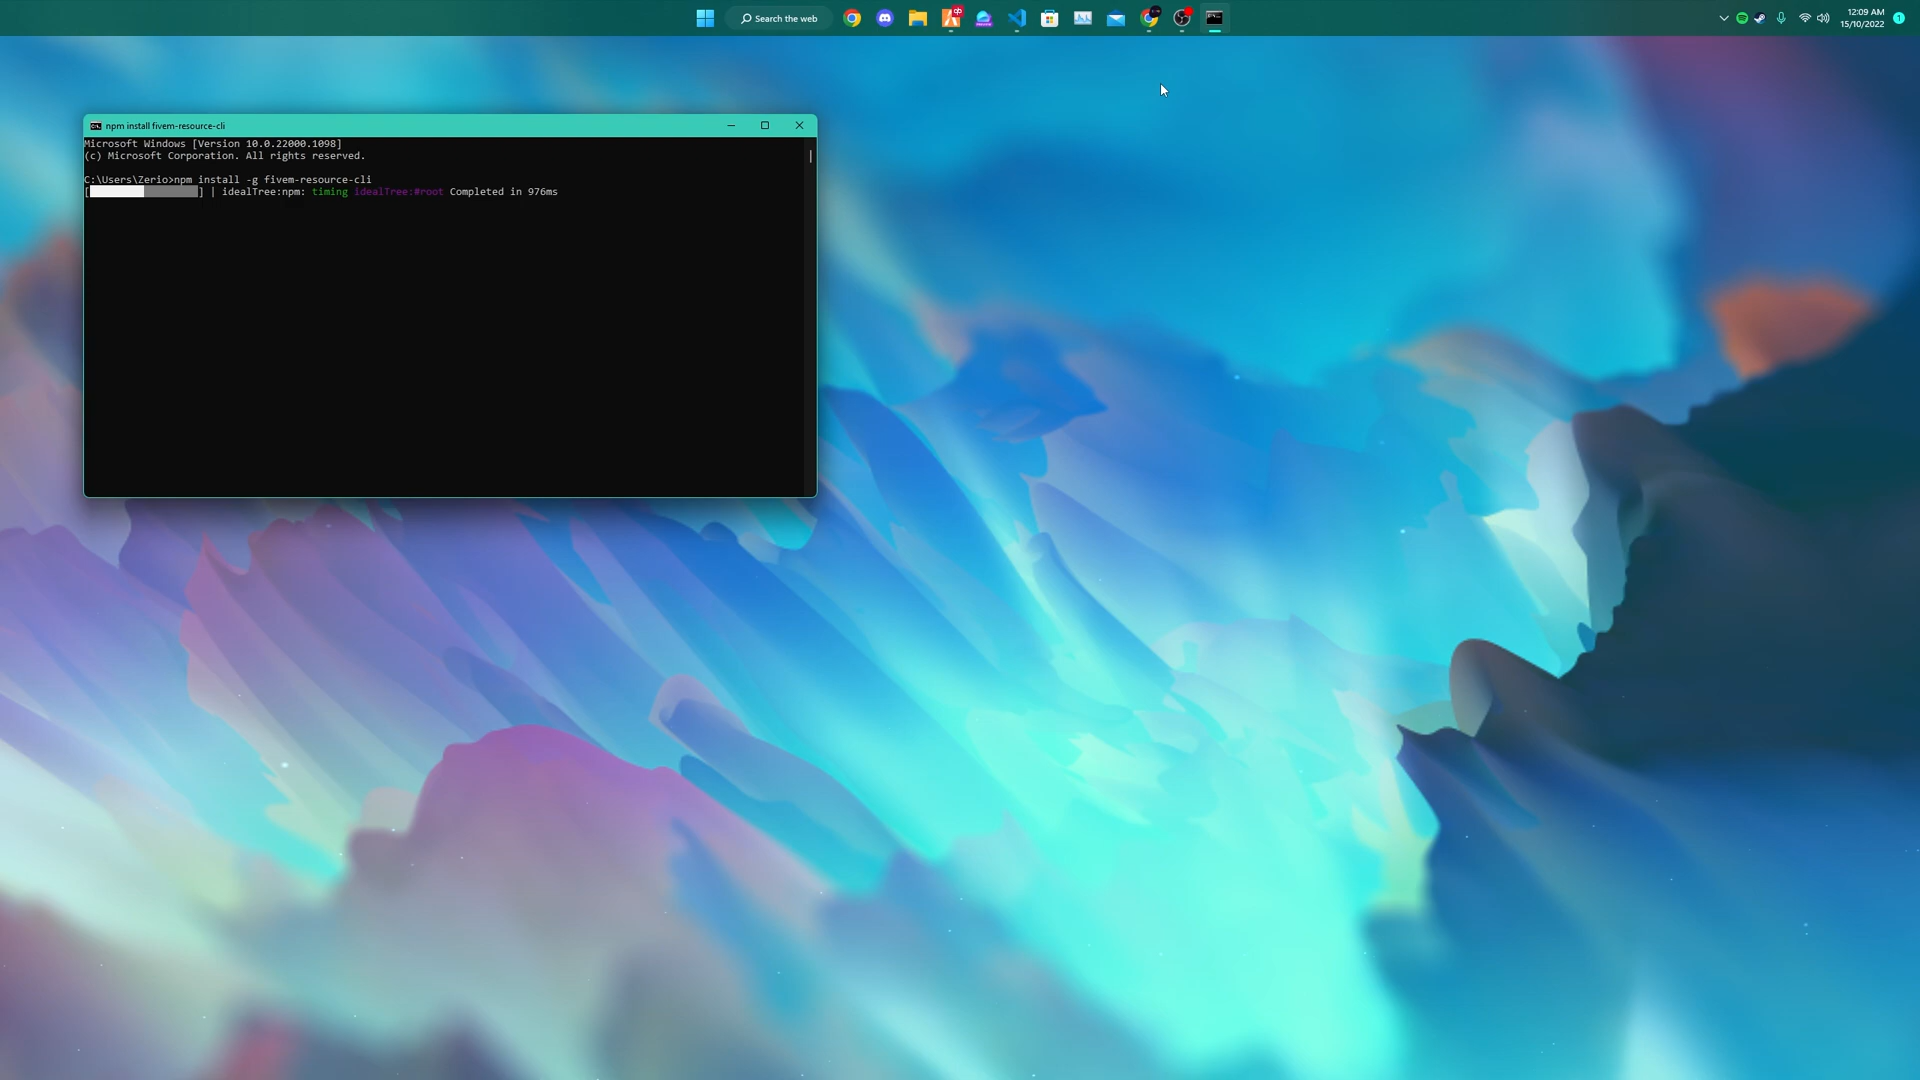 Search the web
12:09 AM
15/10/2022
1
npm install fivem-resource-cli
Microsoft Windows [Version 10.0.22000.1098]
(c) Microsoft Corporation. All rights reserved.
C:\Users\Zerio>npm install -g fivem-resource-cli
[ ] | idealTree:npm: timing idealTree:#root Completed in 976ms